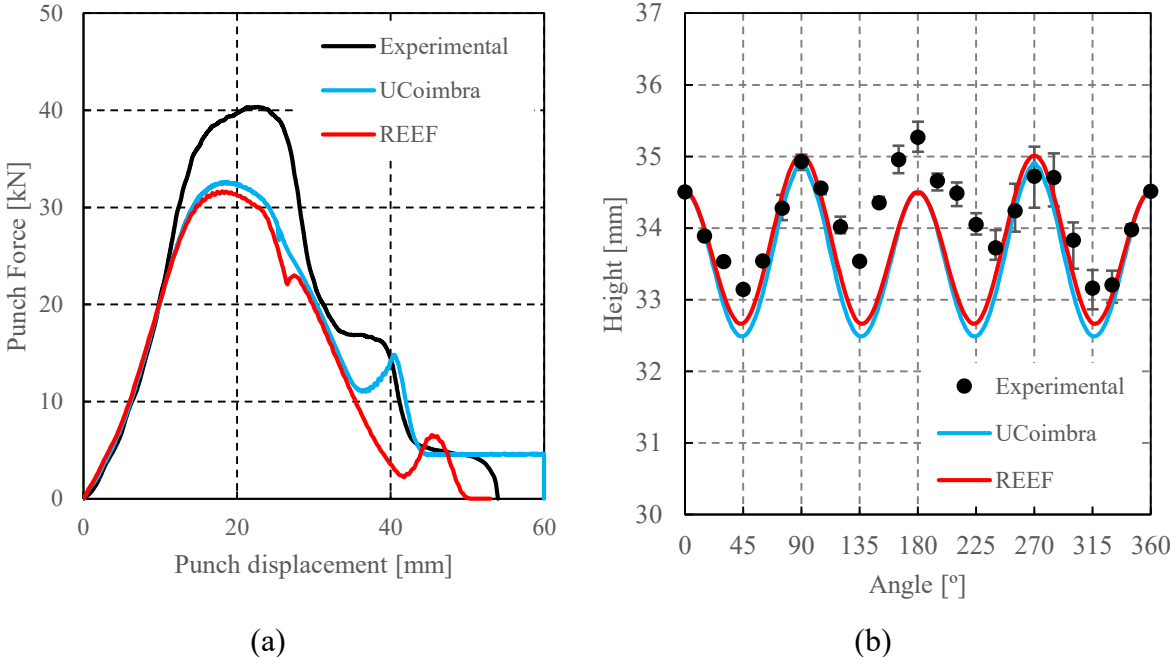 50
40
30
20
10
0
0 20 40 60
Punch Force [kN]
Punch displacement [mm]
Experimental
UCoimbra
REEF
(a)
37
36
35
34
33
32
31
30
0 45 90 135 180 225 270 315 360
Height [mm]
Angle [º]
Experimental
UCoimbra
REEF
(b)